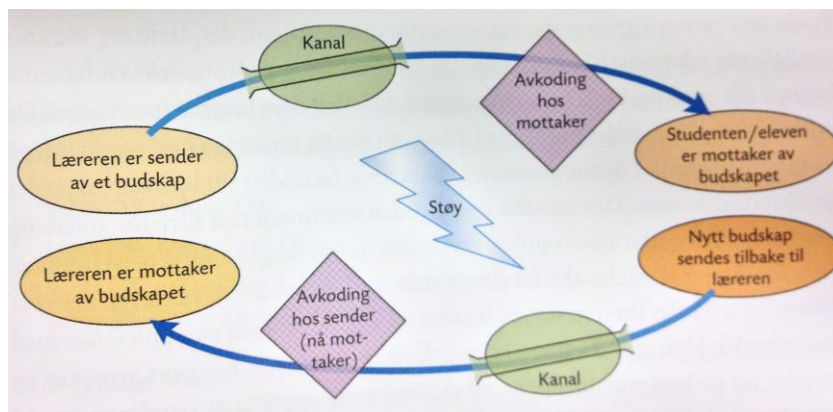 Kanal
Læreren er sender
av et budskap
Avkoding
hos
mottaker
Studenten/eleven
er mottaker av
budskapet
Støy
Læreren er mottaker
av budskapet
Avkoding
hos sender
(nå mot-
taker)
Nytt budskap
sendes tilbake til
læreren
Kanal